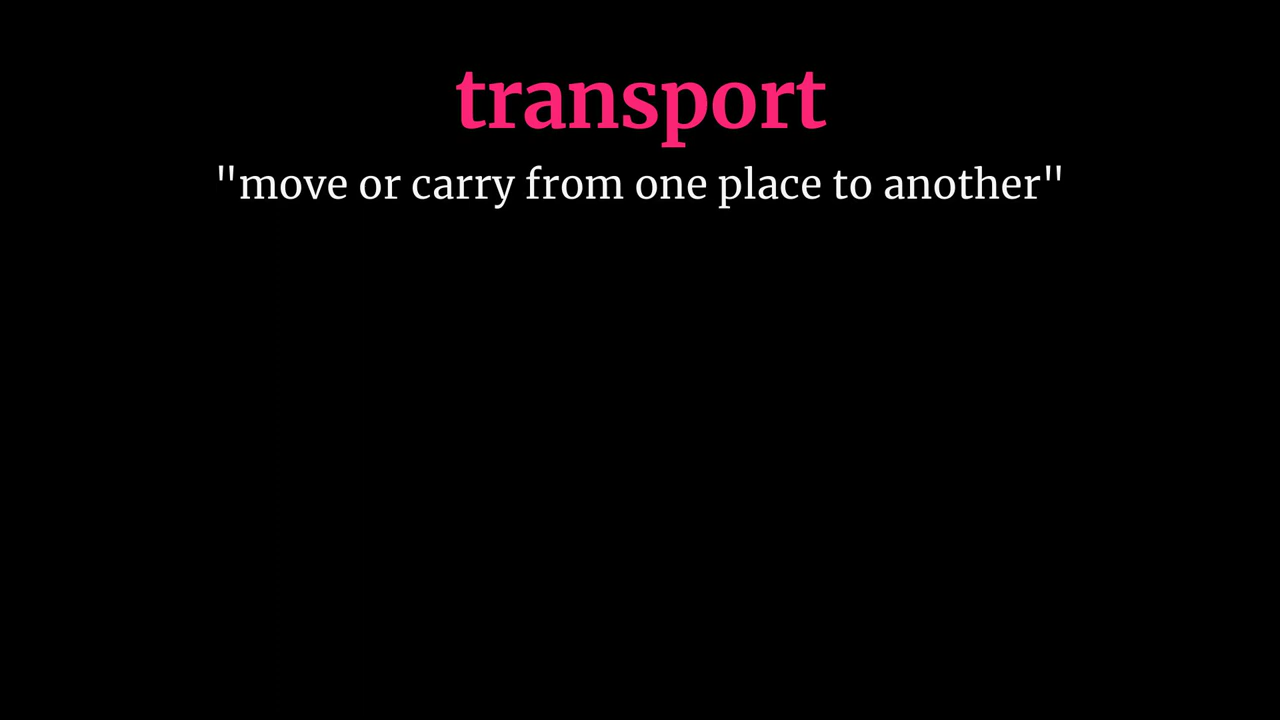 transport
"move or carry from one place to another"